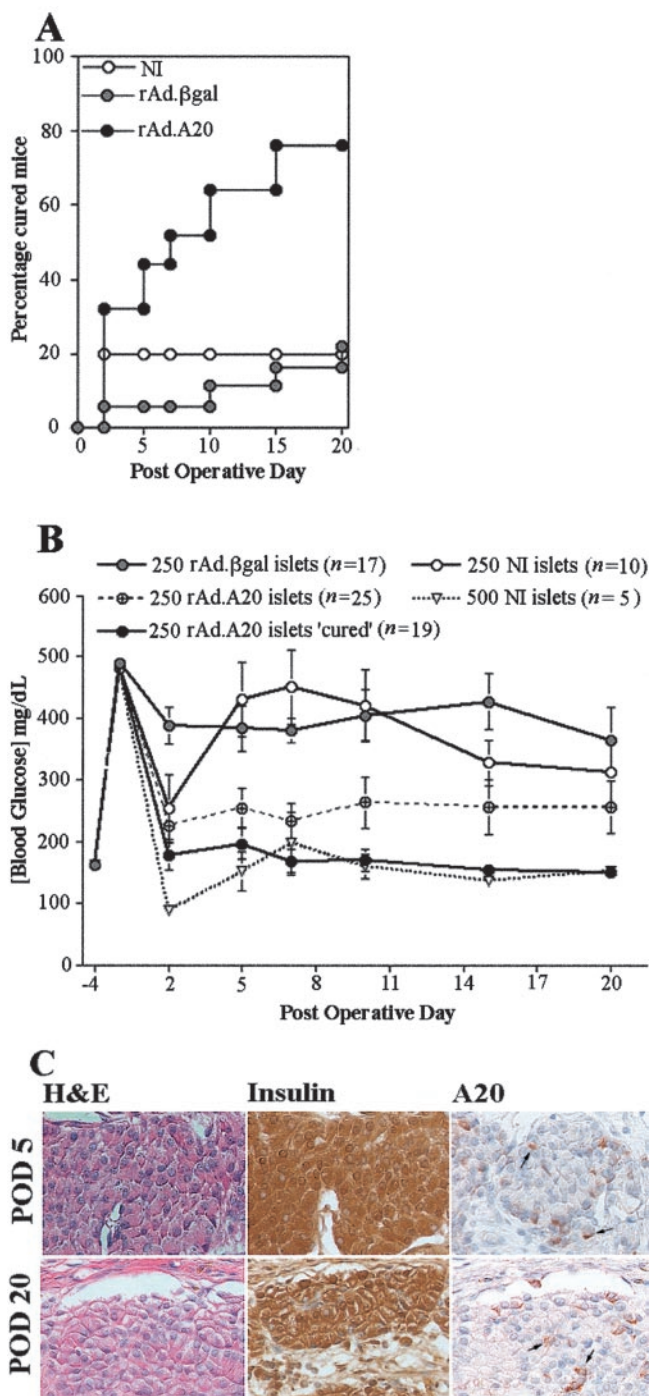 A
100
80
60
40
20
0
Percentage cured mice
NI
rAd.βgal
rAd.A20
0 5 10 15 20
Post Operative Day
B
250 rAd.βgal islets (n=17) 250 NI islets (n=10)
250 rAd.A20 islets (n=25) 500 NI islets (n= 5)
250 rAd.A20 islets 'cured' (n=19)
600
500
400
300
200
100
0
[Blood Glucose] mg/dL
-4 2 5 8 11 14 17 20
Post Operative Day
C
H&E Insulin A20
POD 5
POD 20